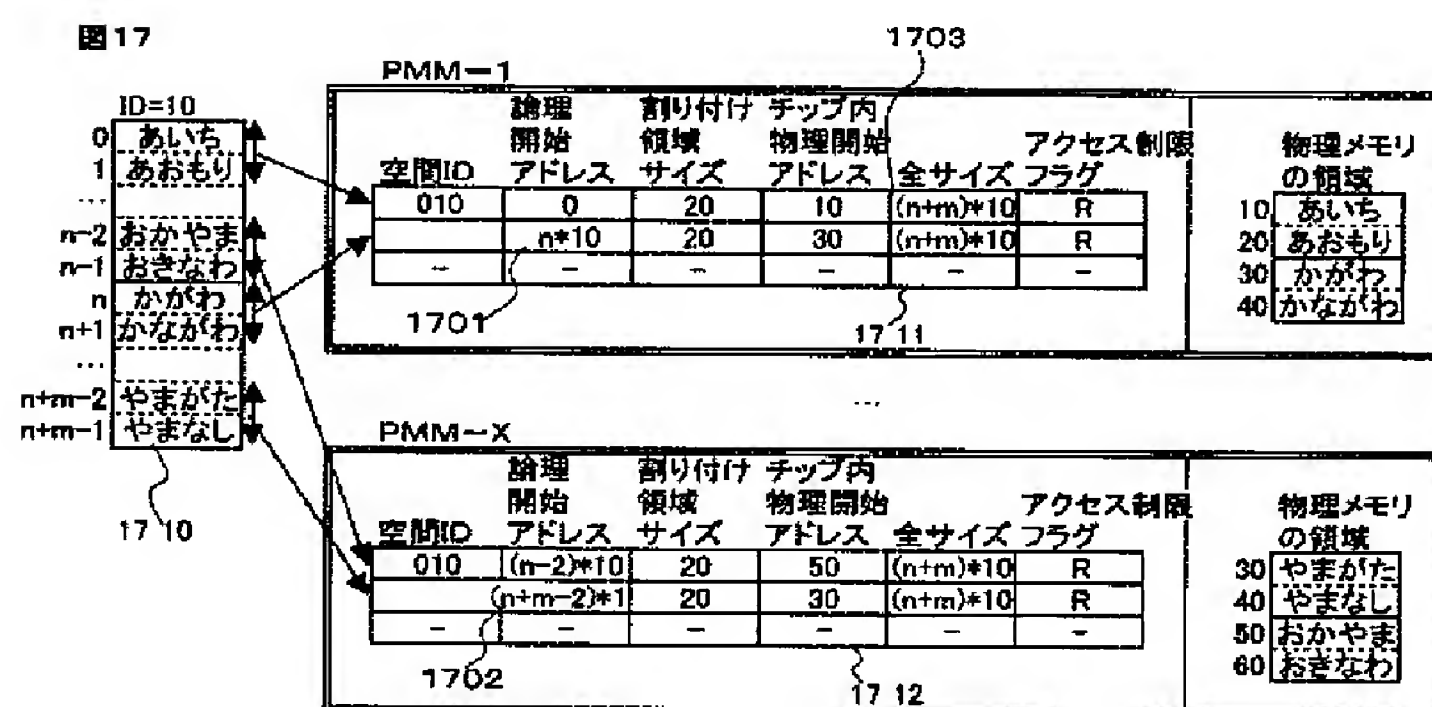 図17
1703
PMM-1
ID=10
0 あいち
1 あおもり
...
n-2 おかやま
n-1 おきなわ
n かがわ
n+1 かながわ
...
n+m-2 やまがた
n+m-1 やまなし
17 10
空間ID 論理開始アドレス 割り付け領域サイズ チップ内物理開始アドレス 全サイズ アクセス制限フラグ
010 0 20 10 (n+m)*10 R
n*10 20 30 (n+m)*10 R
- - - - - -
1701
17 11
物理メモリ
の領域
10 あいち
20 あおもり
30 かがわ
40 かながわ
...
PMM-X
空間ID 論理開始アドレス 割り付け領域サイズ チップ内物理開始アドレス 全サイズ アクセス制限フラグ
010 (n-2)*10 20 50 (n+m)*10 R
(n+m-2)*1 20 30 (n+m)*10 R
- - - - - -
1702
17 12
物理メモリ
の領域
30 やまがた
40 やまなし
50 おかやま
60 おきなわ